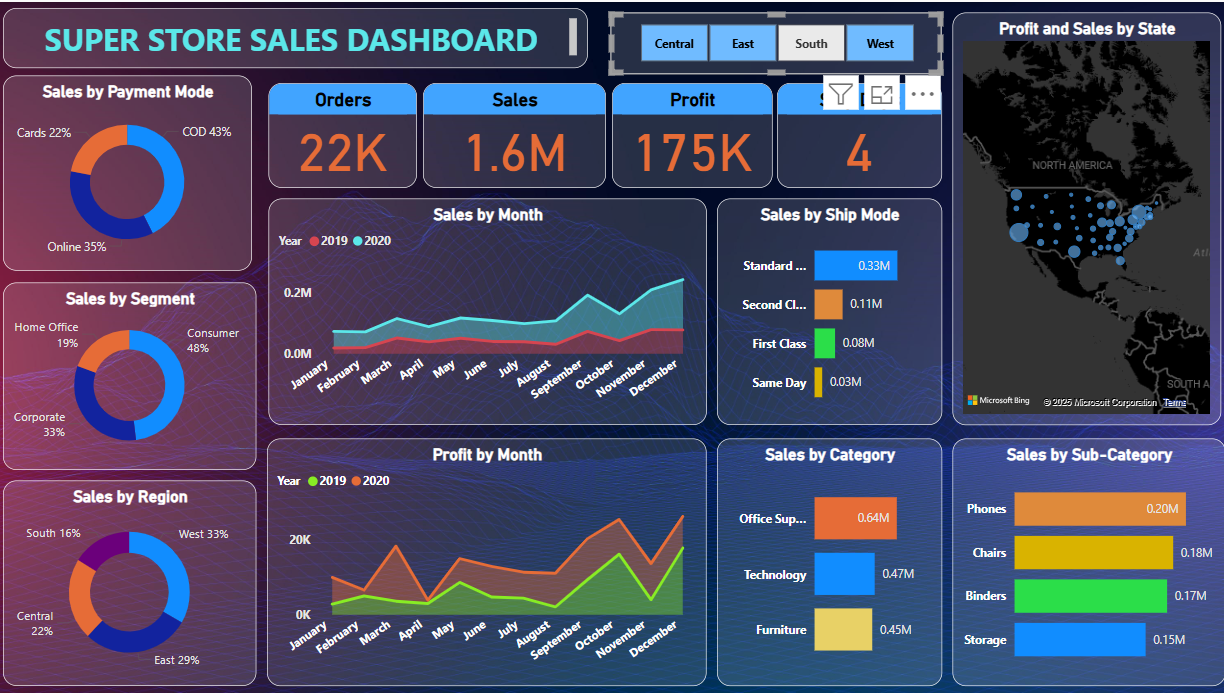 SUPER STORE SALES DASHBOARD
Central
East
South
West
Profit and Sales by State
NORTH AMERICA
SOUTH A
Microsoft Bing
© 2025 Microsoft Corporation
Terms
Sales by Payment Mode
Cards 22%
COD 43%
Online 35%
Orders
22K
Sales
1.6M
Profit
175K
4
Sales by Month
Year 2019 2020
0.2M
0.0M
January
February
March
April
May
June
July
August
September
October
November
December
Sales by Ship Mode
Standard ... 0.33M
Second Cl... 0.11M
First Class 0.08M
Same Day 0.03M
Sales by Segment
Home Office
19%
Consumer
48%
Corporate
33%
Profit by Month
Year 2019 2020
20K
0K
January
February
March
April
May
June
July
August
September
October
November
December
Sales by Category
Office Sup... 0.64M
Technology 0.47M
Furniture 0.45M
Sales by Sub-Category
Phones 0.20M
Chairs 0.18M
Binders 0.17M
Storage 0.15M
Sales by Region
South 16%
West 33%
Central
22%
East 29%